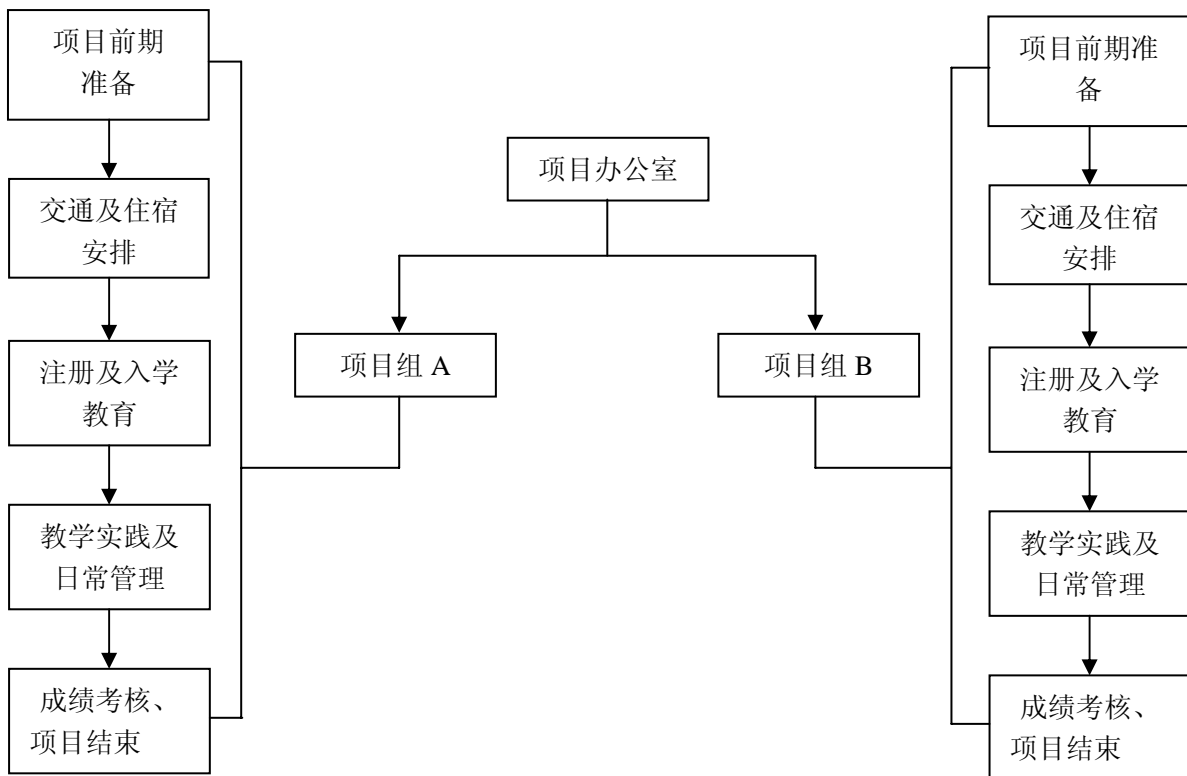 项目前期
准备
交通及住宿
安排
注册及入学
教育
教学实践及
日常管理
成绩考核、
项目结束
项目办公室
项目组 A
项目组 B
项目前期准
备
交通及住宿
安排
注册及入学
教育
教学实践及
日常管理
成绩考核、
项目结束